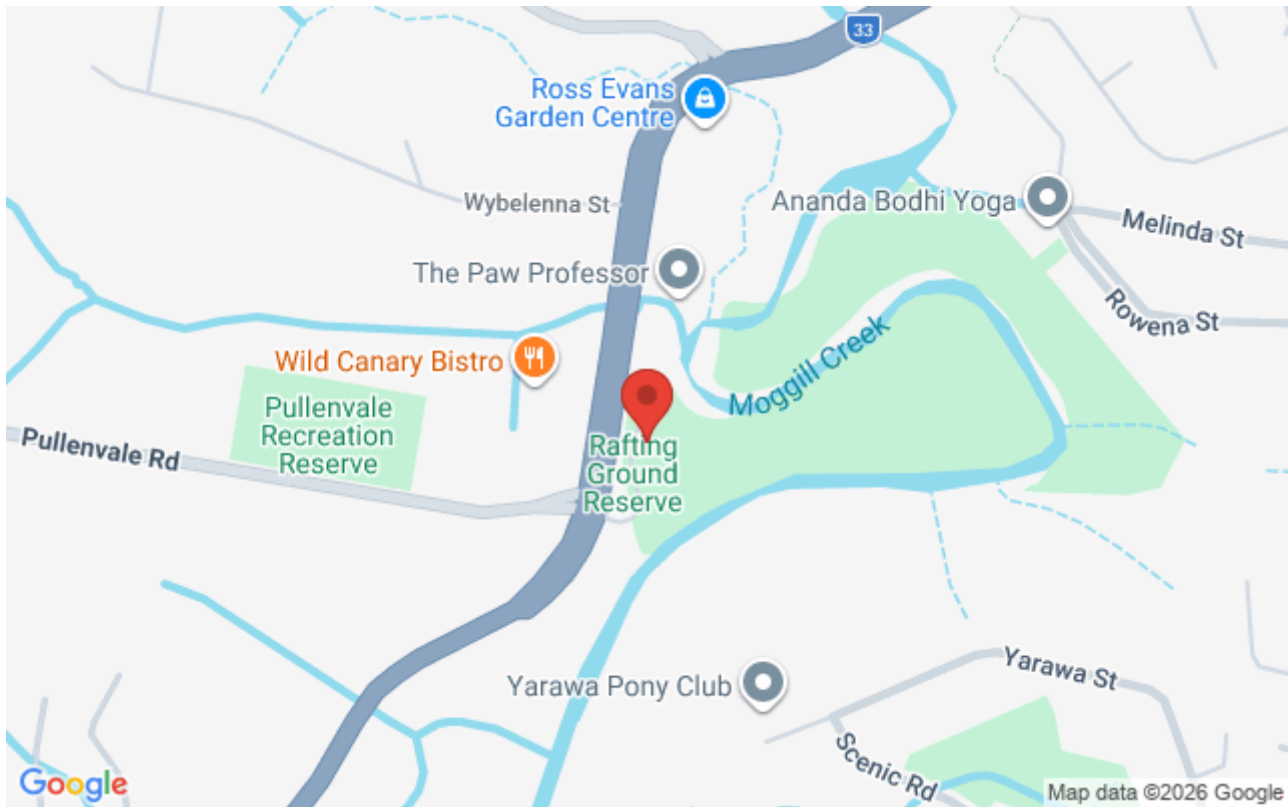 33
Ross Evans
Garden Centre
Wybelenna St
Ananda Bodhi Yoga
Melinda St
The Paw Professor
Rowena St
Wild Canary Bistro
Moggill Creek
Pullenvale
Recreation
Reserve
Pullenvale Rd
Rafting
Ground
Reserve
Yarawa St
Yarawa Pony Club
Scenic Rd
Google
Map data ©2026 Google